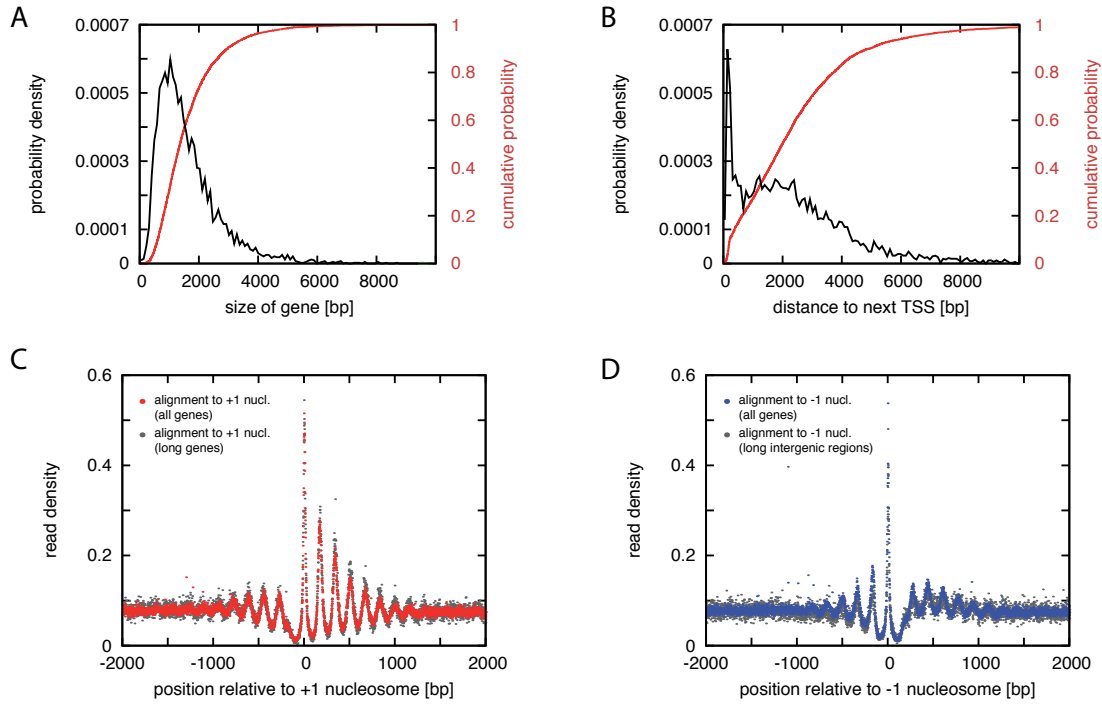 A
0.0007
0.0005
0.0003
0.0001
0
probability density
1
0.8
0.6
0.4
0.2
0
cumulative probability
0 2000 4000 6000 8000
size of gene [bp]
B
0.0007
0.0005
0.0003
0.0001
0
probability density
1
0.8
0.6
0.4
0.2
0
cumulative probability
0 2000 4000 6000 8000
distance to next TSS [bp]
C
0.6
0.4
0.2
0
read density
alignment to +1 nucl.
(all genes)
alignment to +1 nucl.
(long genes)
-2000 -1000 0 1000 2000
position relative to +1 nucleosome [bp]
D
0.6
0.4
0.2
0
read density
alignment to -1 nucl.
(all genes)
alignment to -1 nucl.
(long intergenic regions)
-2000 -1000 0 1000 2000
position relative to -1 nucleosome [bp]